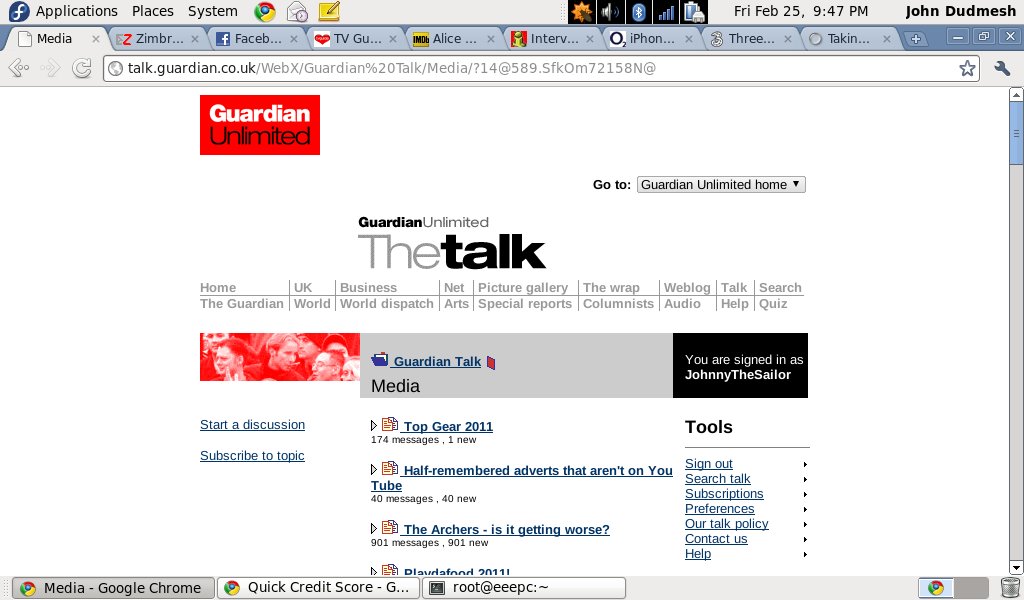 Applications Places System Fri Feb 25, 9:47 PM John Dudmesh
Media Zimbr... Faceb... TV Gu... Alice ... Interv... iPhon... Three... Takin...
talk.guardian.co.uk/WebX/Guardian%20Talk/Media/?14@589.SfkOm72158N@
Guardian
Unlimited
Go to: Guardian Unlimited home
GuardianUnlimited
Thetalk
Home UK Business Net Picture gallery The wrap Weblog Talk Search
The Guardian World World dispatch Arts Special reports Columnists Audio Help Quiz
Guardian Talk
Media
You are signed in as
JohnnyTheSailor
Start a discussion
Subscribe to topic
Top Gear 2011
174 messages , 1 new
Half-remembered adverts that aren't on You
Tube
40 messages , 40 new
The Archers - is it getting worse?
901 messages , 901 new
Playdafood 2011!
Tools
Sign out
Search talk
Subscriptions
Preferences
Our talk policy
Contact us
Help
Media - Google Chrome Quick Credit Score - G... root@eeepc:~